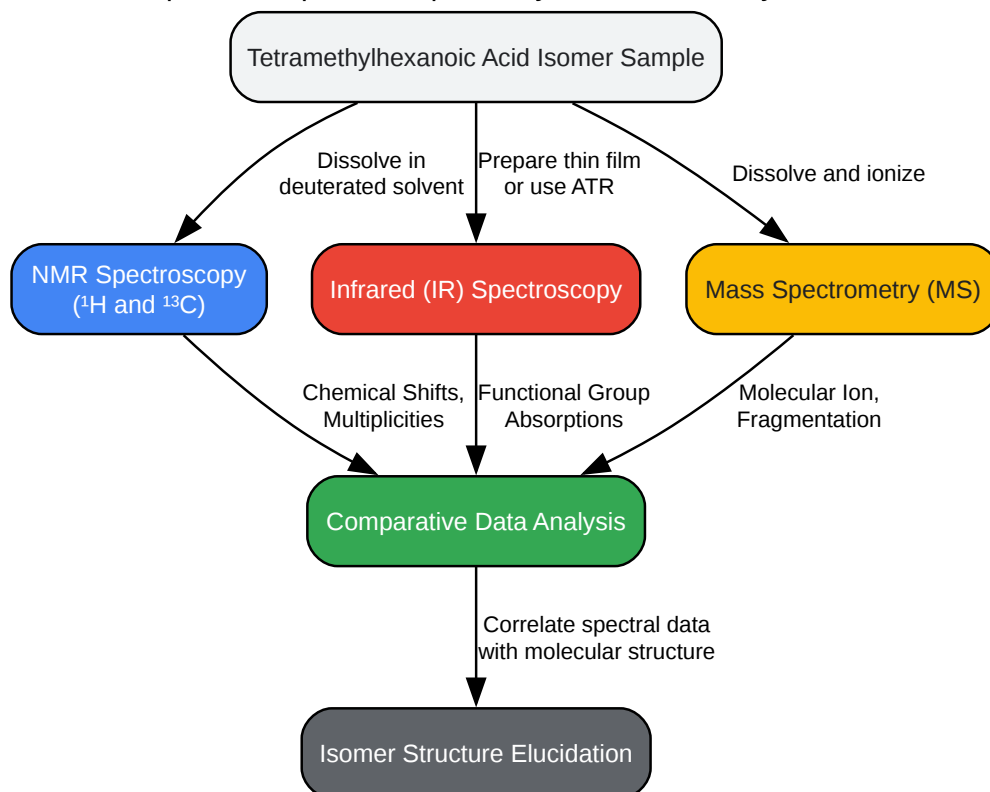 Tetramethylhexanoic Acid Isomer Sample
Dissolve in
deuterated solvent
Prepare thin film
or use ATR
Dissolve and ionize
NMR Spectroscopy
(¹H and ¹³C)
Infrared (IR) Spectroscopy
Mass Spectrometry (MS)
Chemical Shifts,
Multiplicities
Functional Group
Absorptions
Molecular Ion,
Fragmentation
Comparative Data Analysis
Correlate spectral data
with molecular structure
Isomer Structure Elucidation